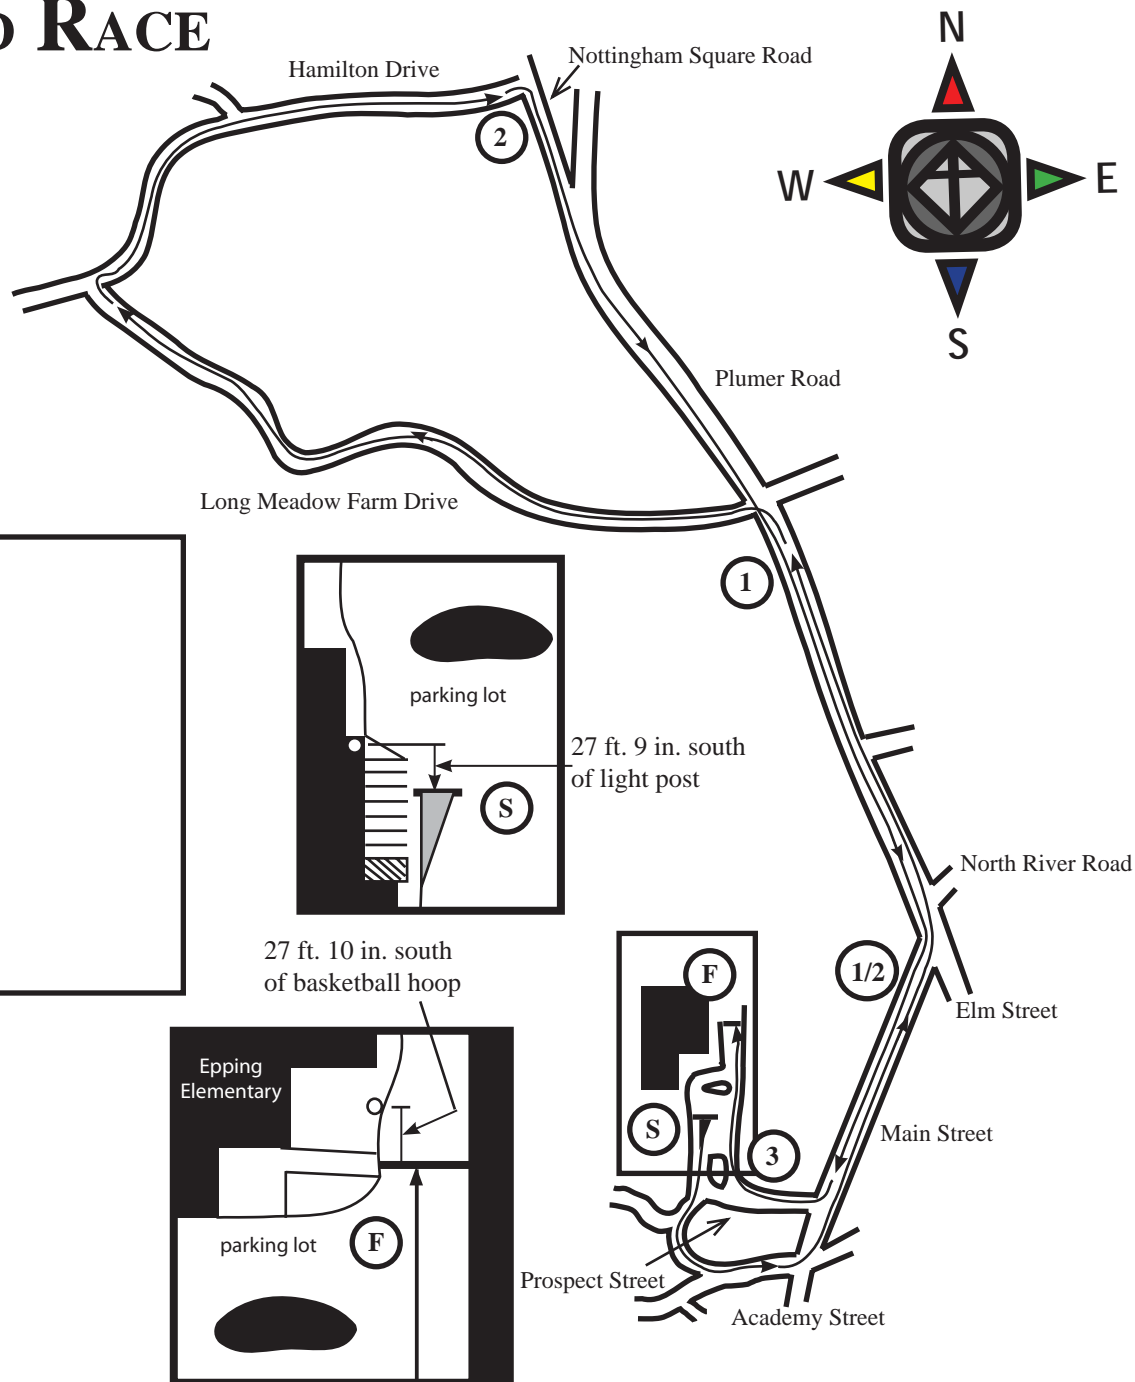 RACE
Hamilton Drive
Nottingham Square Road
N
W
E
S
2
Plumer Road
Long Meadow Farm Drive
1
parking lot
27 ft. 9 in. south
of light post
S
North River Road
27 ft. 10 in. south
of basketball hoop
F
1/2
Elm Street
Epping
Elementary
S
Main Street
3
parking lot
F
Prospect Street
Academy Street